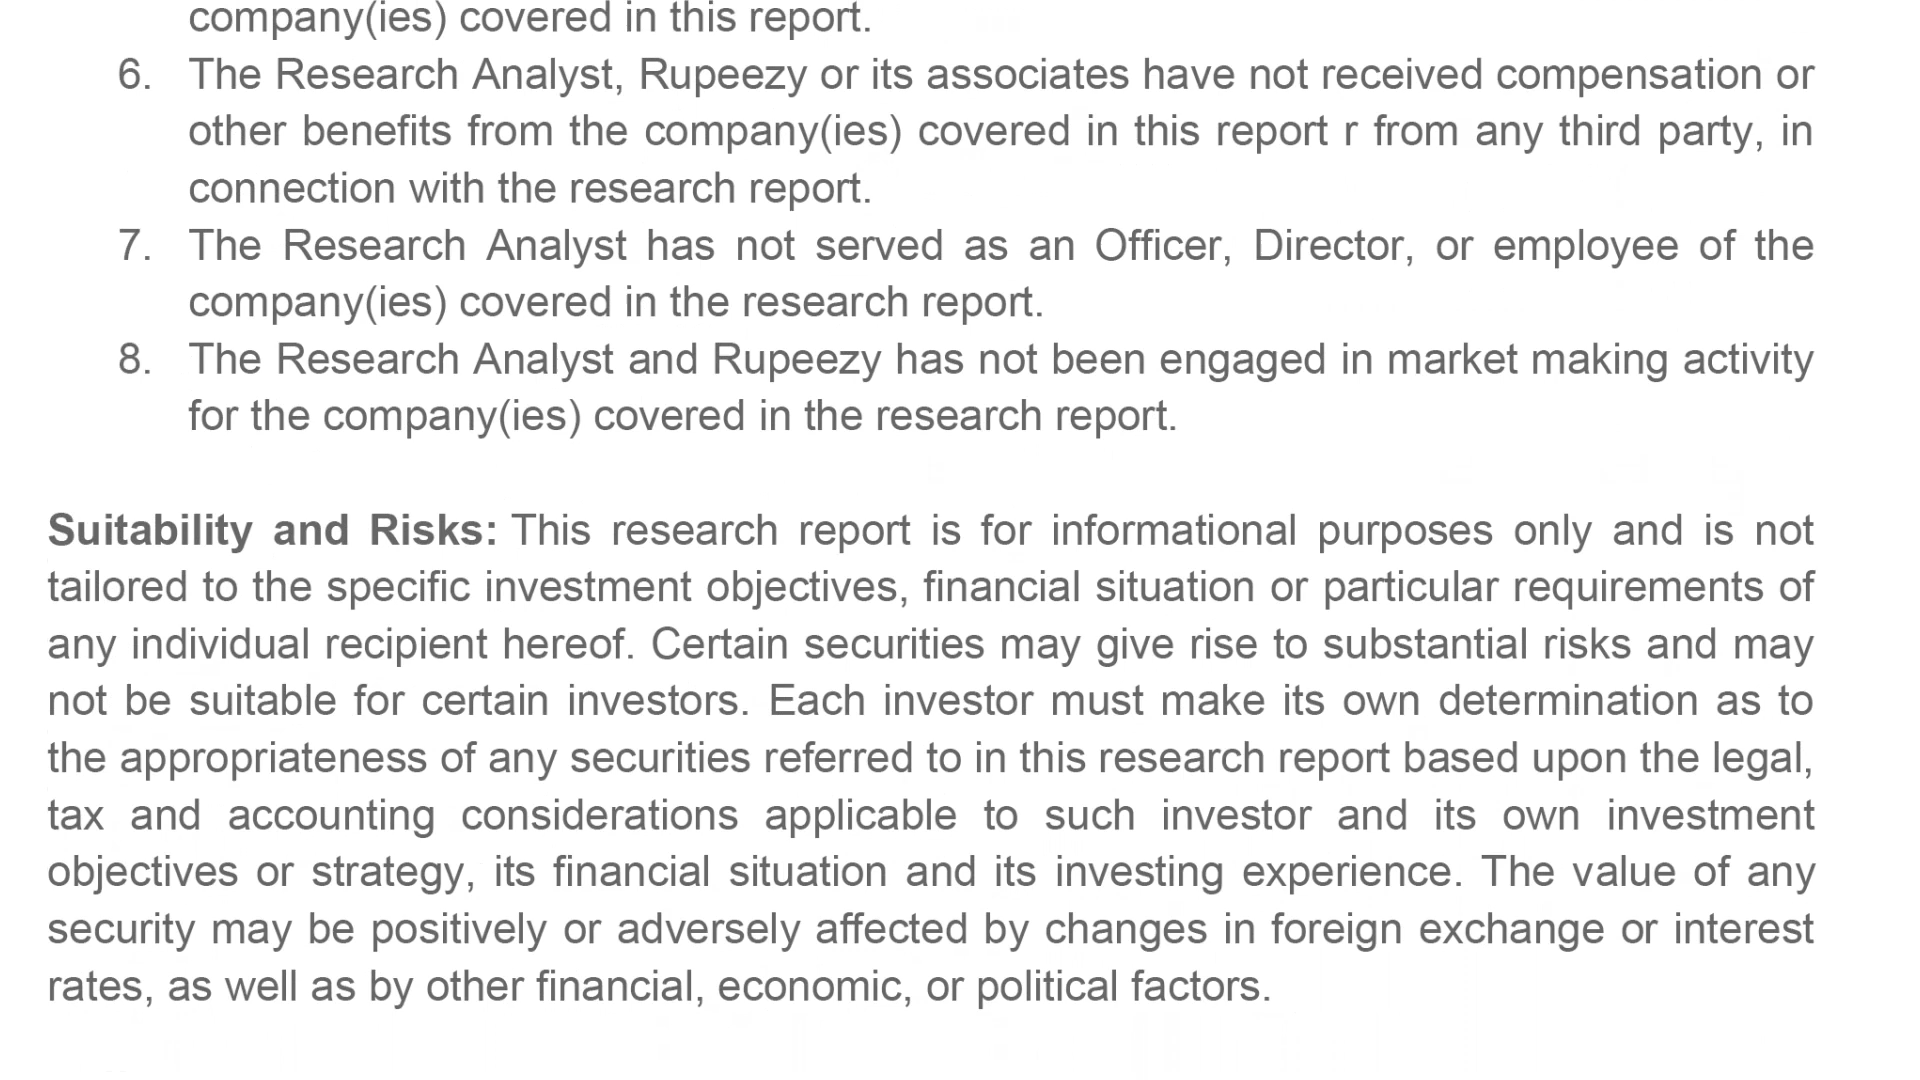 company(ies) covered in this report.
6. The Research Analyst, Rupeezy or its associates have not received compensation or
other benefits from the company(ies) covered in this report r from any third party, in
connection with the research report.
7. The Research Analyst has not served as an Officer, Director, or employee of the
company(ies) covered in the research report.
8. The Research Analyst and Rupeezy has not been engaged in market making activity
for the company(ies) covered in the research report.
Suitability and Risks: This research report is for informational purposes only and is not
tailored to the specific investment objectives, financial situation or particular requirements of
any individual recipient hereof. Certain securities may give rise to substantial risks and may
not be suitable for certain investors. Each investor must make its own determination as to
the appropriateness of any securities referred to in this research report based upon the legal,
tax and accounting considerations applicable to such investor and its own investment
objectives or strategy, its financial situation and its investing experience. The value of any
security may be positively or adversely affected by changes in foreign exchange or interest
rates, as well as by other financial, economic, or political factors.